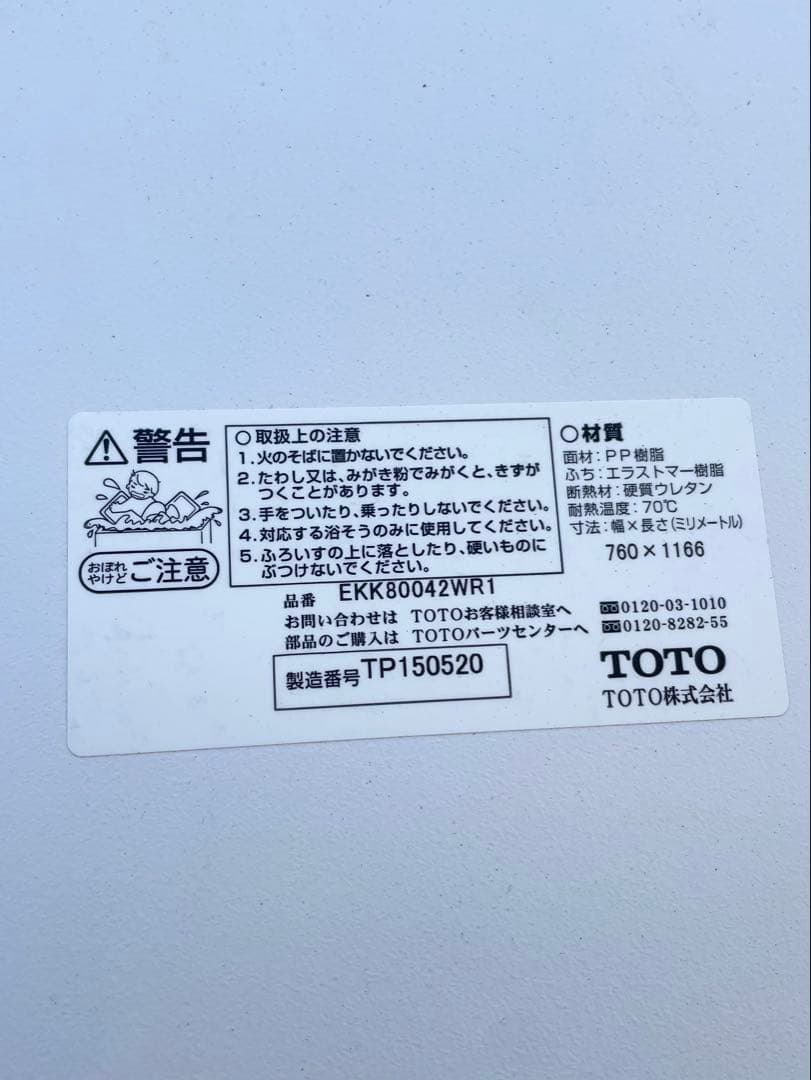 警告
おぼれ
やけど
ご注意
○取扱上の注意
1.火のそばに置かないでください。
2.たわし又は、みがき粉でみがくと、きずが
つくことがあります。
3.手をついたり、乗ったりしないでください。
4.対応する浴そうのみに使用してください。
5.ふろいすの上に落としたり、硬いものに
ぶつけないでください。
○材質
面材:PP樹脂
ふち:エラストマー樹脂
断熱材:硬質ウレタン
耐熱温度:70℃
寸法:幅×長さ(ミリメートル)
760×1166
品番 EKK80042WR1
お問い合わせは TOTOお客様相談室へ 0120-03-1010
部品のご購入は TOTOパーツセンターへ 0120-8282-55
製造番号 TP150520
TOTO
TOTO株式会社